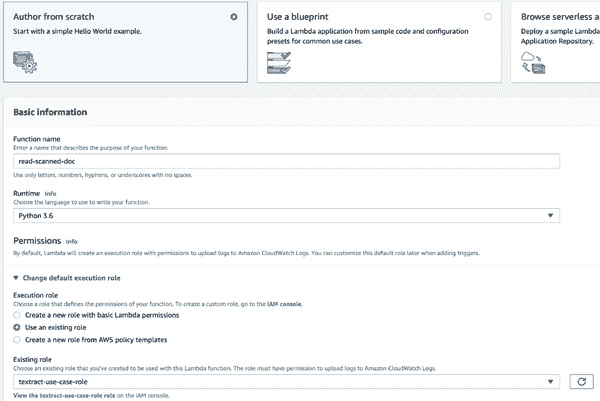 Author from scratch
Start with a simple Hello World example.
Use a blueprint
Build a Lambda application from sample code and configuration
presets for common use cases.
Browse serverless a
Deploy a sample Lambda
Application Repository.
Basic information
Function name
Enter a name that describes the purpose of your function.
read-scanned-doc
Use only letters, numbers, hyphens, or underscores with no spaces.
Runtime Info
Choose the language to use to write your function.
Python 3.6
Permissions Info
By default, Lambda will create an execution role with permissions to upload logs to Amazon CloudWatch Logs. You can customize this default role later when adding triggers.
Change default execution role
Execution role
Choose a role that defines the permissions of your function. To create a custom role, go to the IAM console.
Create a new role with basic Lambda permissions
Use an existing role
Create a new role from AWS policy templates
Existing role
Choose an existing role that you've created to be used with this Lambda function. The role must have permission to upload logs to Amazon CloudWatch Logs.
textract-use-case-role
View the textract-use-case-role role on the IAM console.